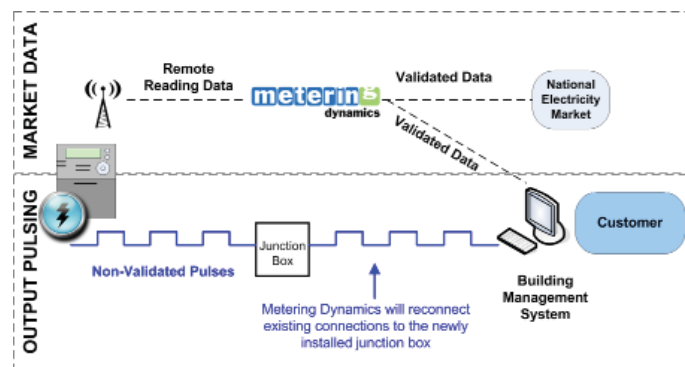 MARKET DATA
Remote
Reading Data
metering
dynamics
Validated Data
National
Electricity
Market
Validated Data
OUTPUT PULSING
Non-Validated Pulses
Junction
Box
Metering Dynamics will reconnect
existing connections to the newly
installed junction box
Building
Management
System
Customer